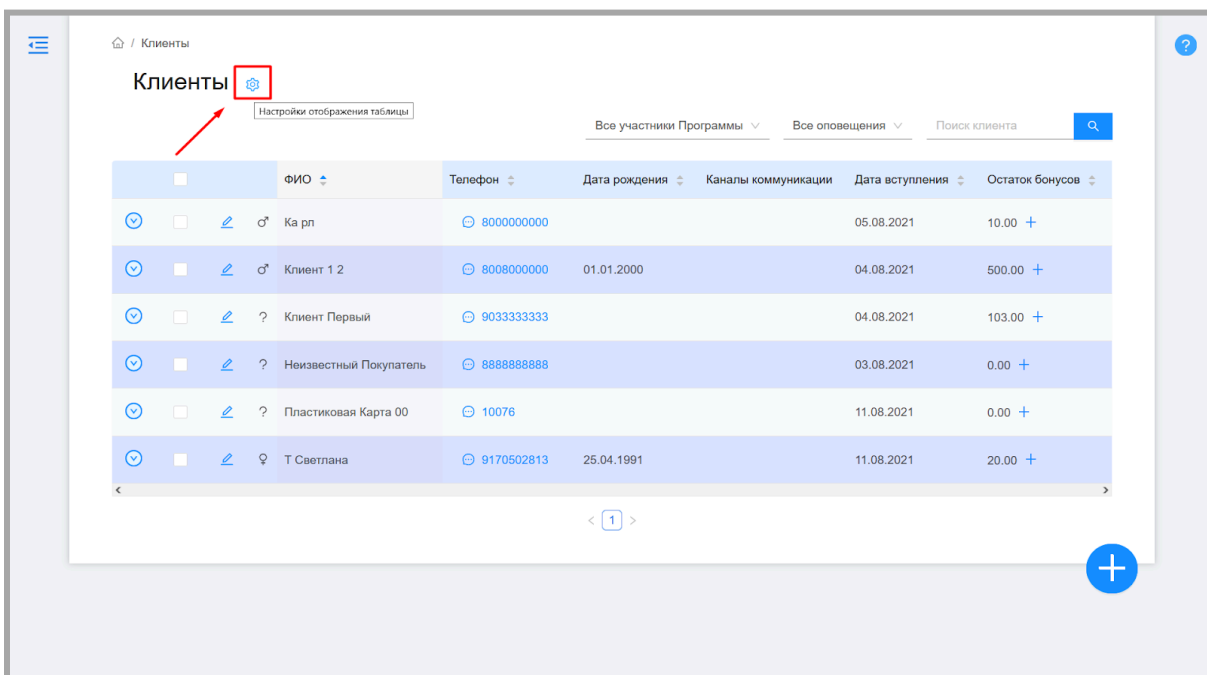 / Клиенты
Клиенты
Настройки отображения таблицы
Все участники Программы Все оповещения Поиск клиента
ФИО Телефон Дата рождения Каналы коммуникации Дата вступления Остаток бонусов
Ка рл 8000000000 05.08.2021 10.00 +
Клиент 1 2 8008000000 01.01.2000 04.08.2021 500.00 +
? Клиент Первый 9033333333 04.08.2021 103.00 +
? Неизвестный Покупатель 8888888888 03.08.2021 0.00 +
? Пластиковая Карта 00 10076 11.08.2021 0.00 +
Т Светлана 9170502813 25.04.1991 11.08.2021 20.00 +
< 1 >